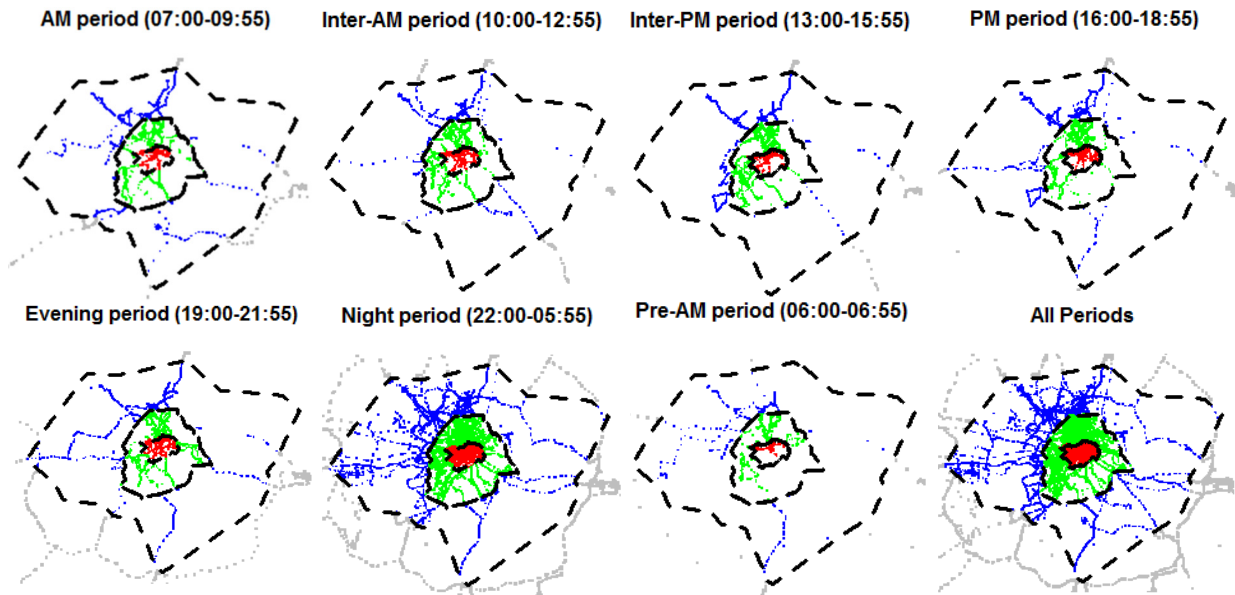 AM period (07:00-09:55)
Inter-AM period (10:00-12:55)
Inter-PM period (13:00-15:55)
PM period (16:00-18:55)
Evening period (19:00-21:55)
Night period (22:00-05:55)
Pre-AM period (06:00-06:55)
All Periods